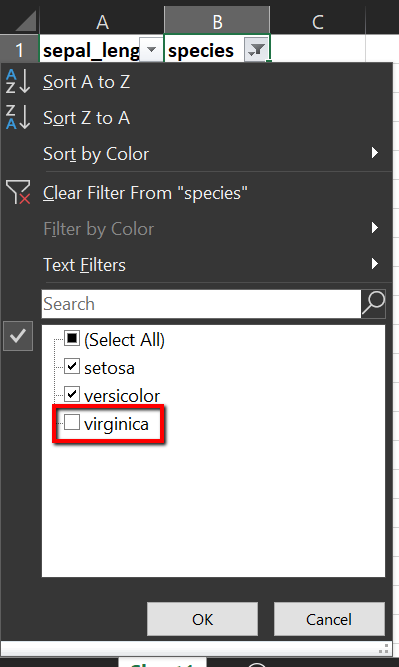 A B C
1 sepal_leng species
Sort A to Z
Sort Z to A
Sort by Color
Clear Filter From "species"
Filter by Color
Text Filters
Search
(Select All)
setosa
versicolor
virginica
OK Cancel